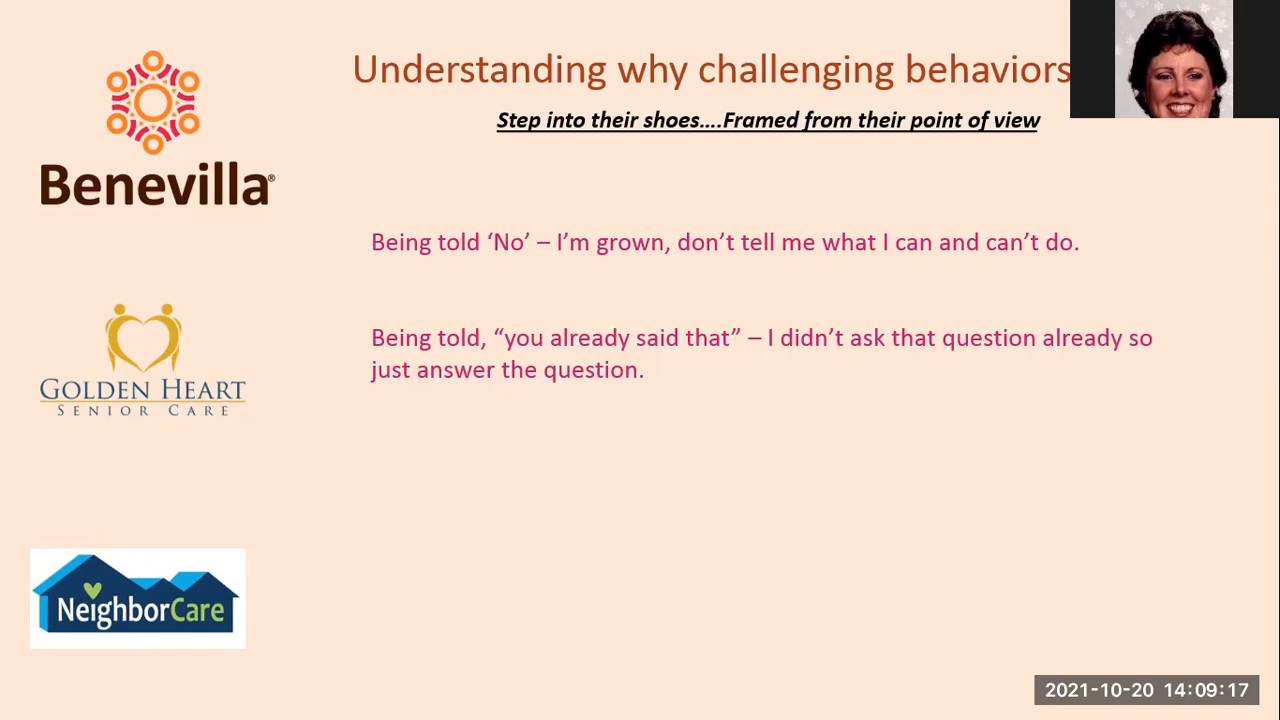 Understanding why challenging behaviors
Step into their shoes....Framed from their point of view
Benevilla®
Being told ‘No’ – I’m grown, don’t tell me what I can and can’t do.
Being told, “you already said that” – I didn’t ask that question already so
just answer the question.
GOLDEN HEART
SENIOR CARE
NeighborCare
2021-10-20 14:09:17